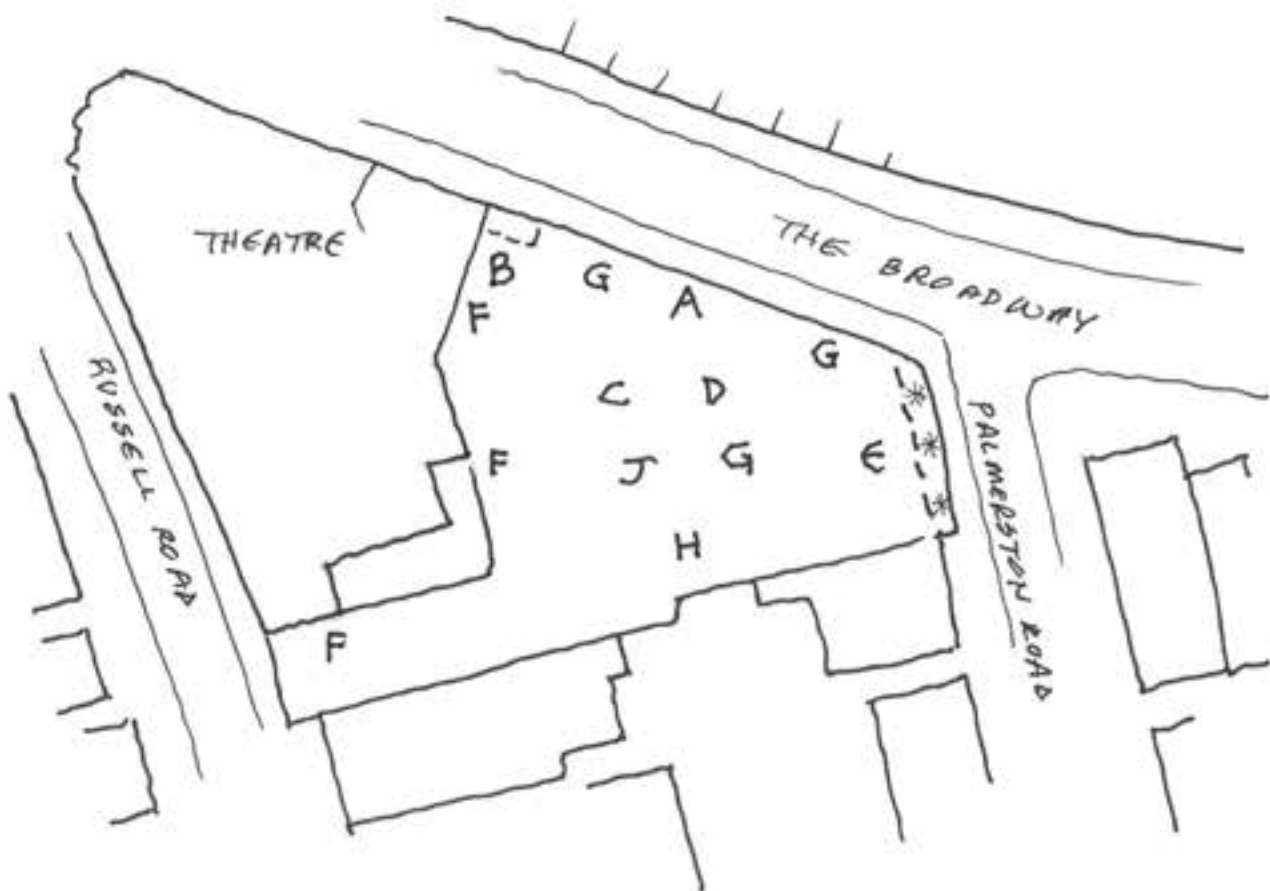 THE BROADWAY
THEATRE
B G A
F
G
RUSSELL ROAD
C D
PALMERSTON ROAD
F J G E
H
F